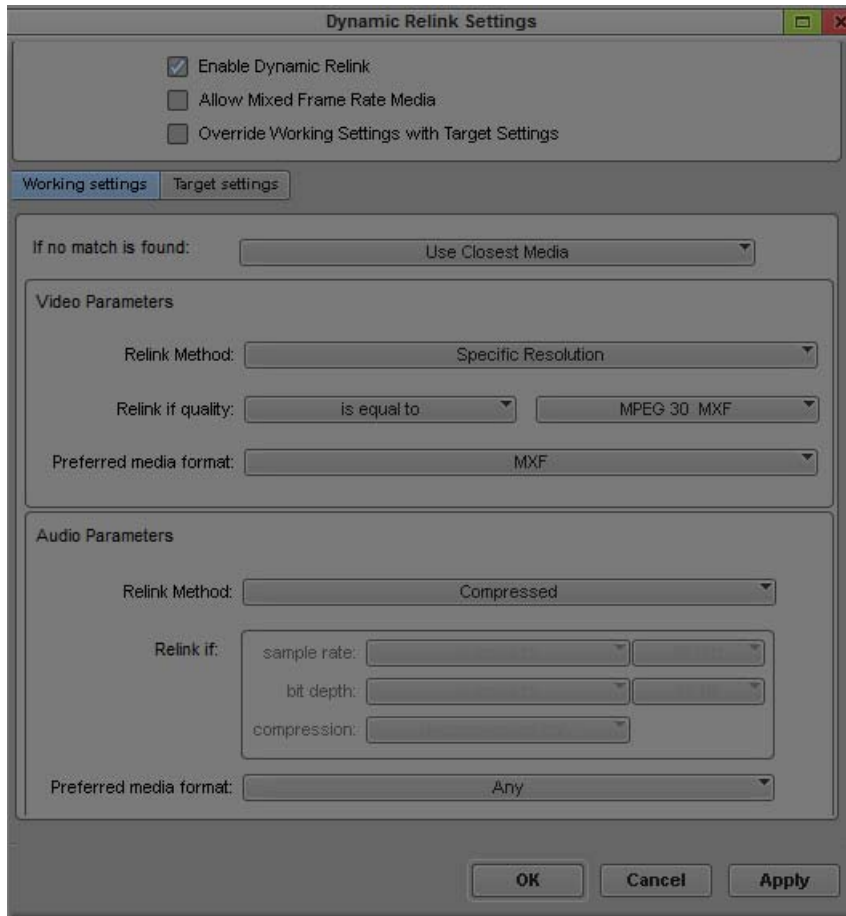 Dynamic Relink Settings
Enable Dynamic Relink
Allow Mixed Frame Rate Media
Override Working Settings with Target Settings
Working settings Target settings
If no match is found: Use Closest Media
Video Parameters
Relink Method: Specific Resolution
Relink if quality: is equal to MPEG 30 MXF
Preferred media format: MXF
Audio Parameters
Relink Method: Compressed
Relink if: sample rate:
bit depth:
compression:
Preferred media format: Any
OK Cancel Apply